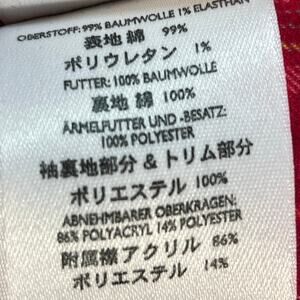 OBERSTOFF: 99% BAUMWOLLE 1% ELASTHAN
表地 綿 99%
ポリウレタン 1%
FUTTER: 100% BAUMWOLLE
裏地 綿 100%
ÄRMELFUTTER UND -BESATZ:
100% POLYESTER
袖裏地部分 & トリム部分
ポリエステル 100%
ABNEHMBARER OBERKRAGEN:
86% POLYACRYL 14% POLYESTER
附属襟アクリル 86%
ポリエステル 14%